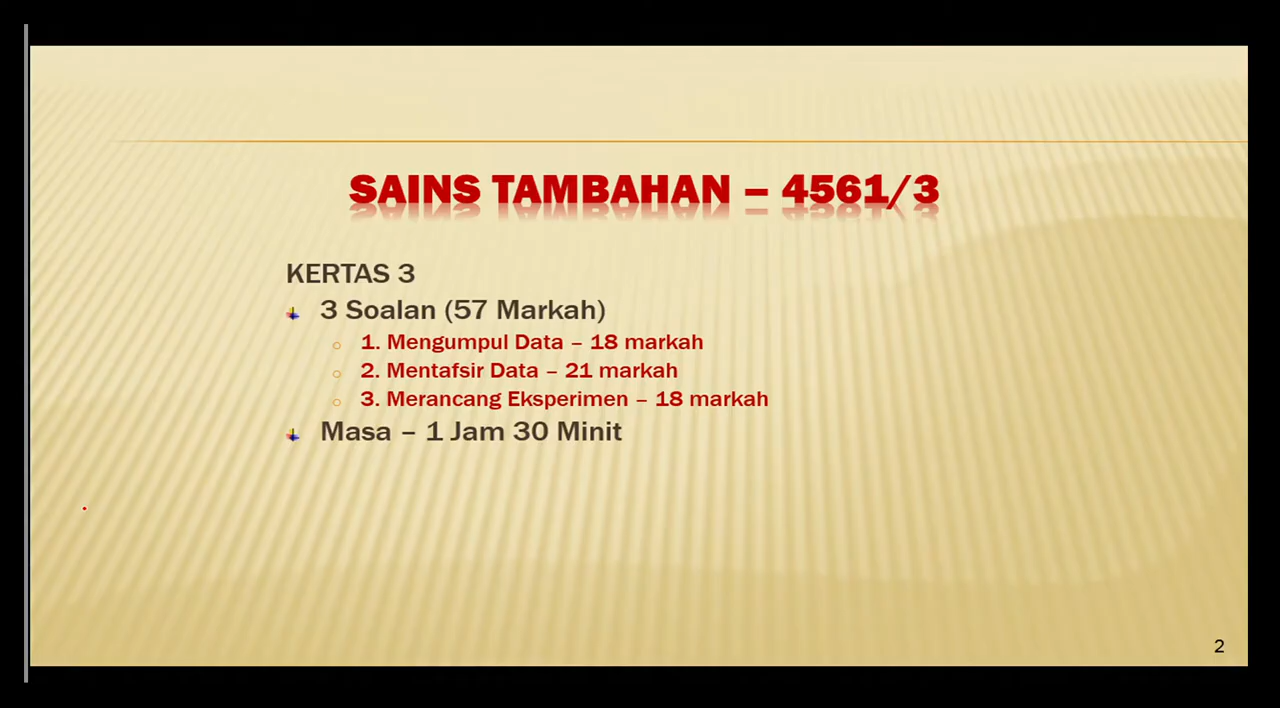 SAINS TAMBAHAN – 4561/3
KERTAS 3
3 Soalan (57 Markah)
1. Mengumpul Data – 18 markah
2. Mentafsir Data – 21 markah
3. Merancang Eksperimen – 18 markah
Masa – 1 Jam 30 Minit
2